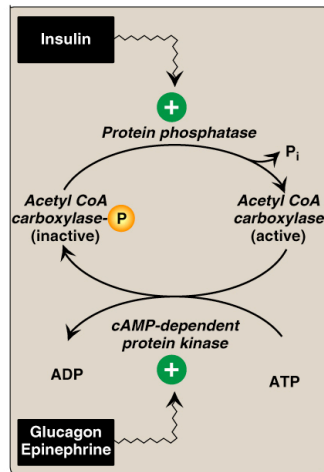 Insulin
+
Protein phosphatase
Pi
Acetyl CoA
carboxylase-P
(inactive)
Acetyl CoA
carboxylase
(active)
cAMP-dependent
protein kinase
+
ADP
ATP
Glucagon
Epinephrine